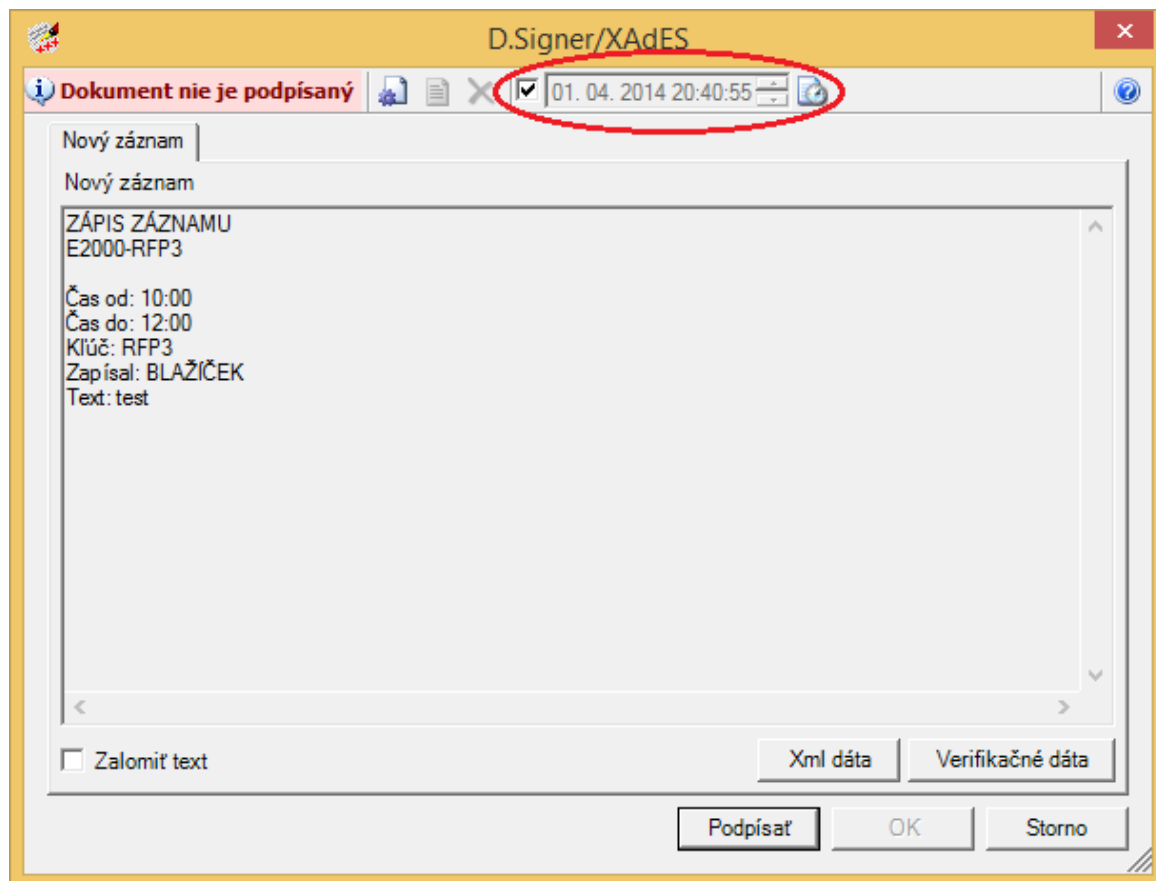 D.Signer/XAdES
Dokument nie je podpísaný 01. 04. 2014 20:40:55
Nový záznam
Nový záznam
ZÁPIS ZÁZNAMU
E2000-RFP3
Čas od: 10:00
Čas do: 12:00
Kľúč: RFP3
Zapísal: BLAŽÍČEK
Text: test
Zalomiť text Xml dáta Verifikačné dáta
Podpísať OK Storno